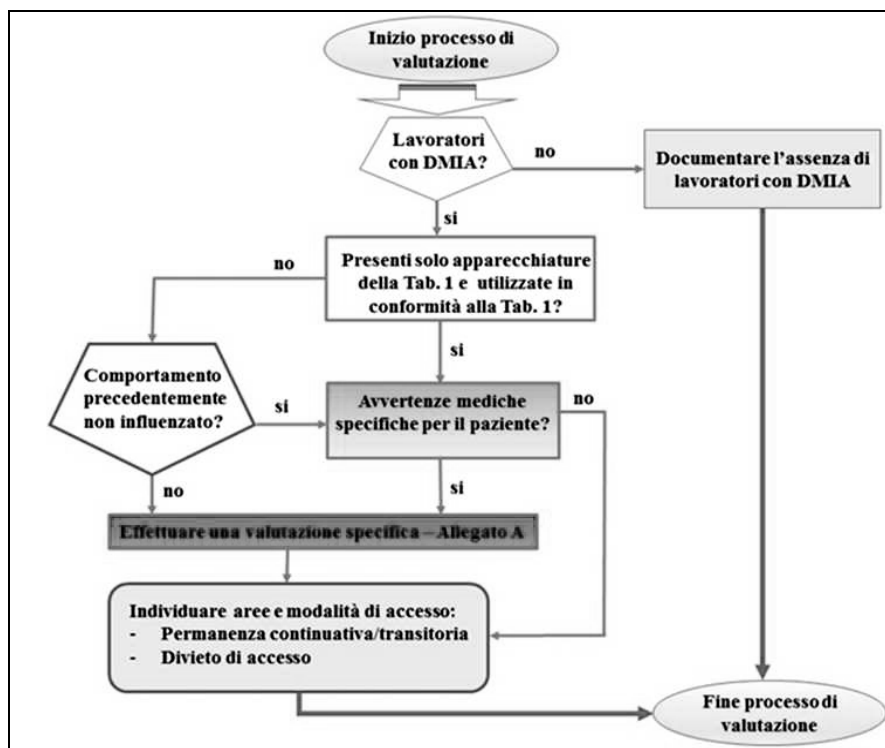 Inizio processo di
valutazione
Lavoratori
con DMIA?
no
Documentare l'assenza di
lavoratori con DMIA
si
no
Presenti solo apparecchiature
della Tab. 1 e utilizzate in
conformità alla Tab. 1?
si
Comportamento
precedentemente
non influenzato?
si
Avvertenze mediche
specifiche per il paziente?
no
no
si
Effettuare una valutazione specifica – Allegato A
Individuare aree e modalità di accesso:
- Permanenza continuativa/transitoria
- Divieto di accesso
Fine processo di
valutazione